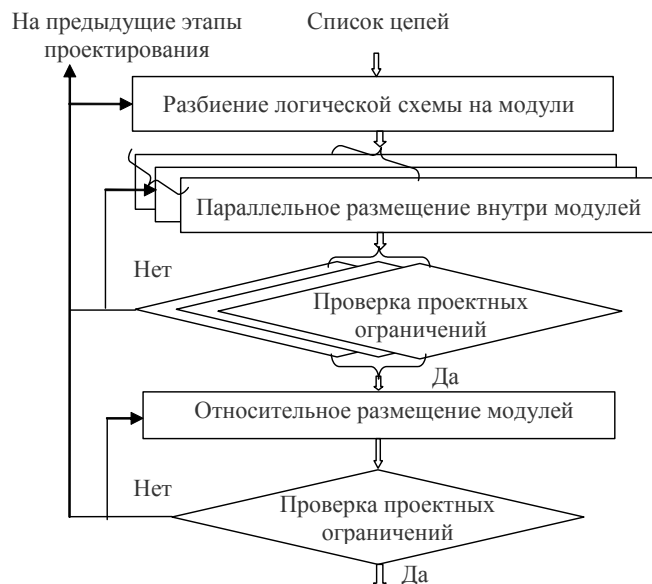 На предыдущие этапы
проектирования
Список цепей
Разбиение логической схемы на модули
Параллельное размещение внутри модулей
Нет
Проверка проектных
ограничений
Да
Относительное размещение модулей
Нет
Проверка проектных
ограничений
Да